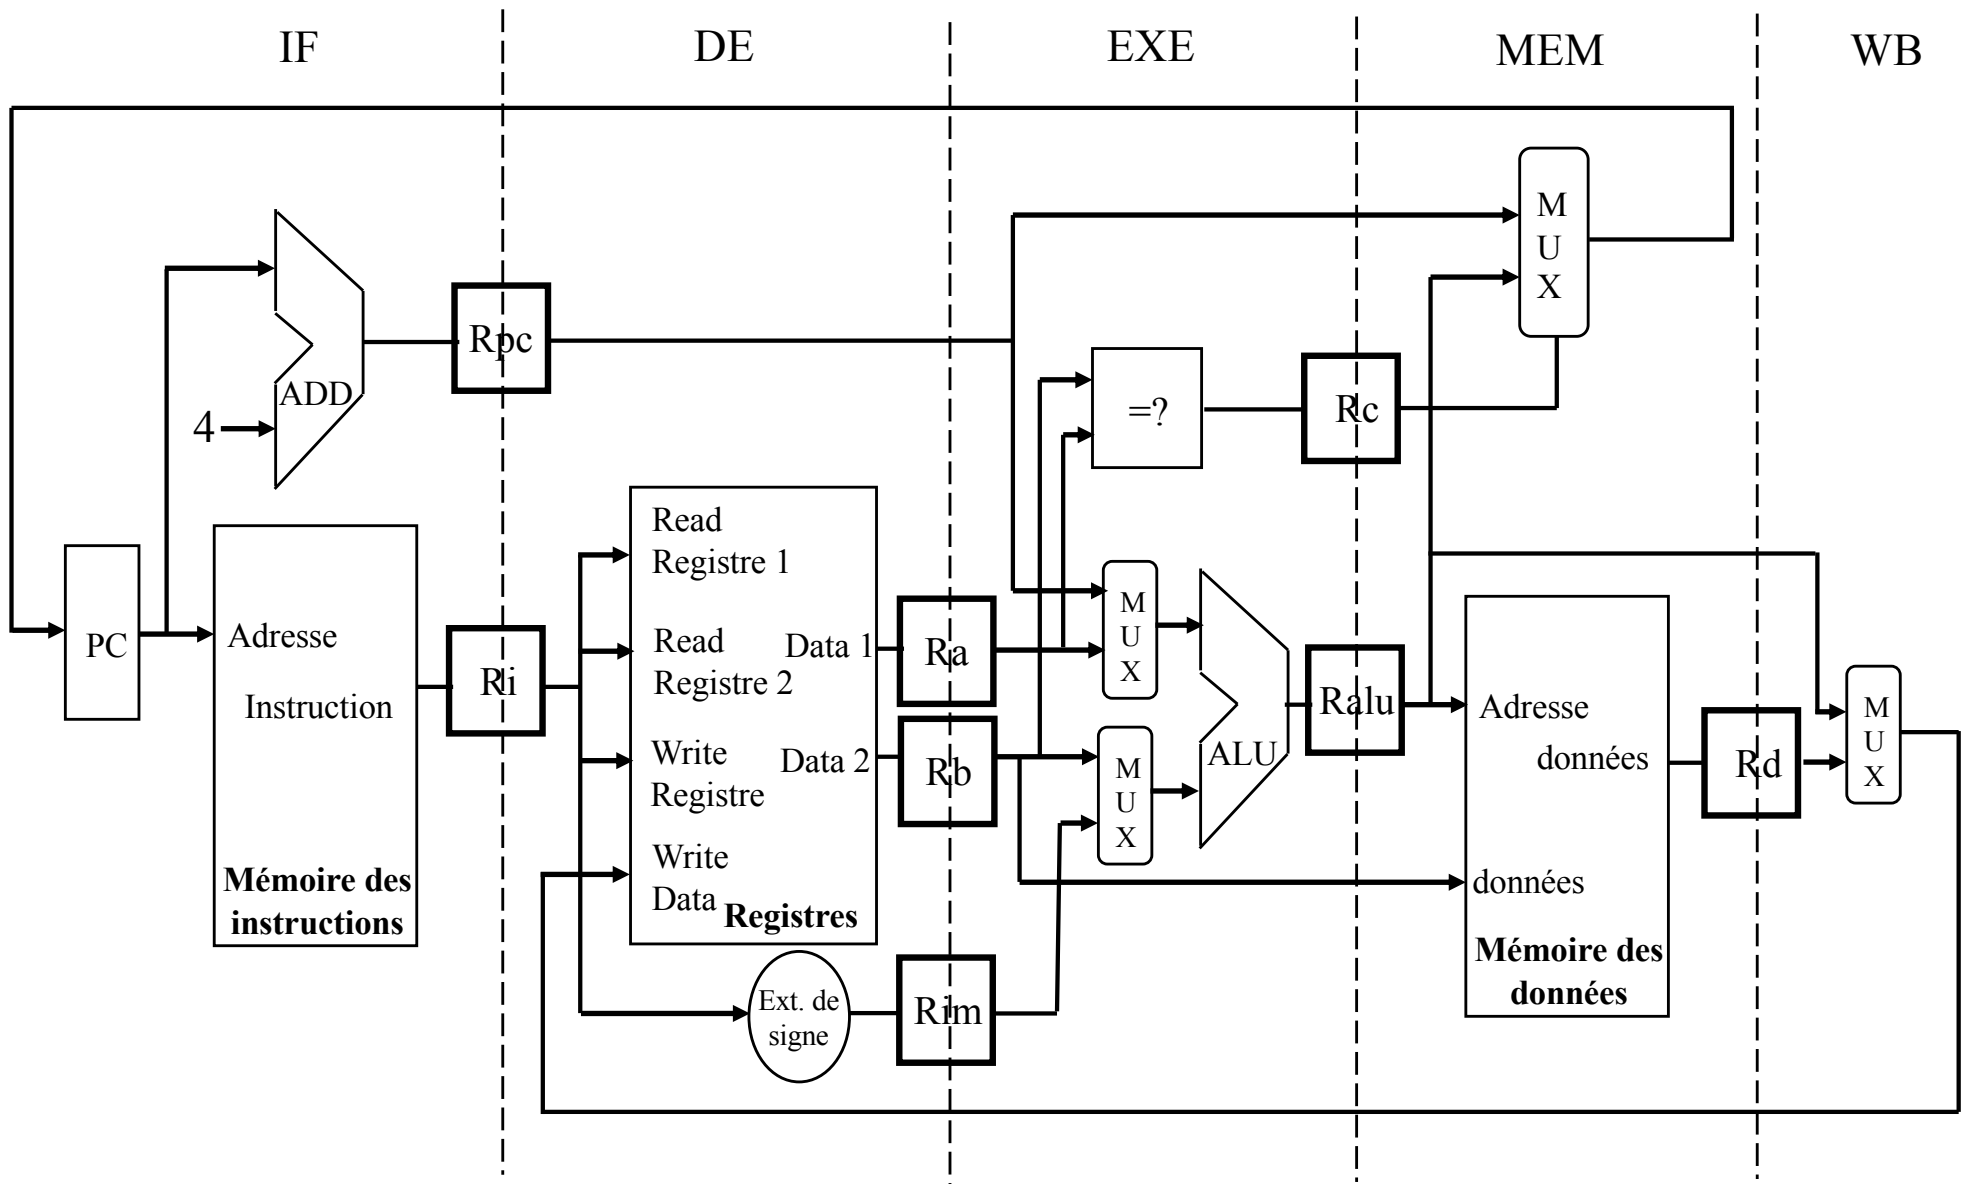 IF
DE
EXE
MEM
WB
M
U
X
Rpc
ADD
4
=?
Rc
Read
Registre 1
PC
Adresse
Instruction
Mémoire des
instructions
Ri
Read
Registre 2
Data 1
Write
Registre
Data 2
Write
Data
Registres
Ext. de
signe
Ra
Rb
Rim
M
U
X
M
U
X
ALU
Ralu
Adresse
données
données
Mémoire des
données
Rd
M
U
X